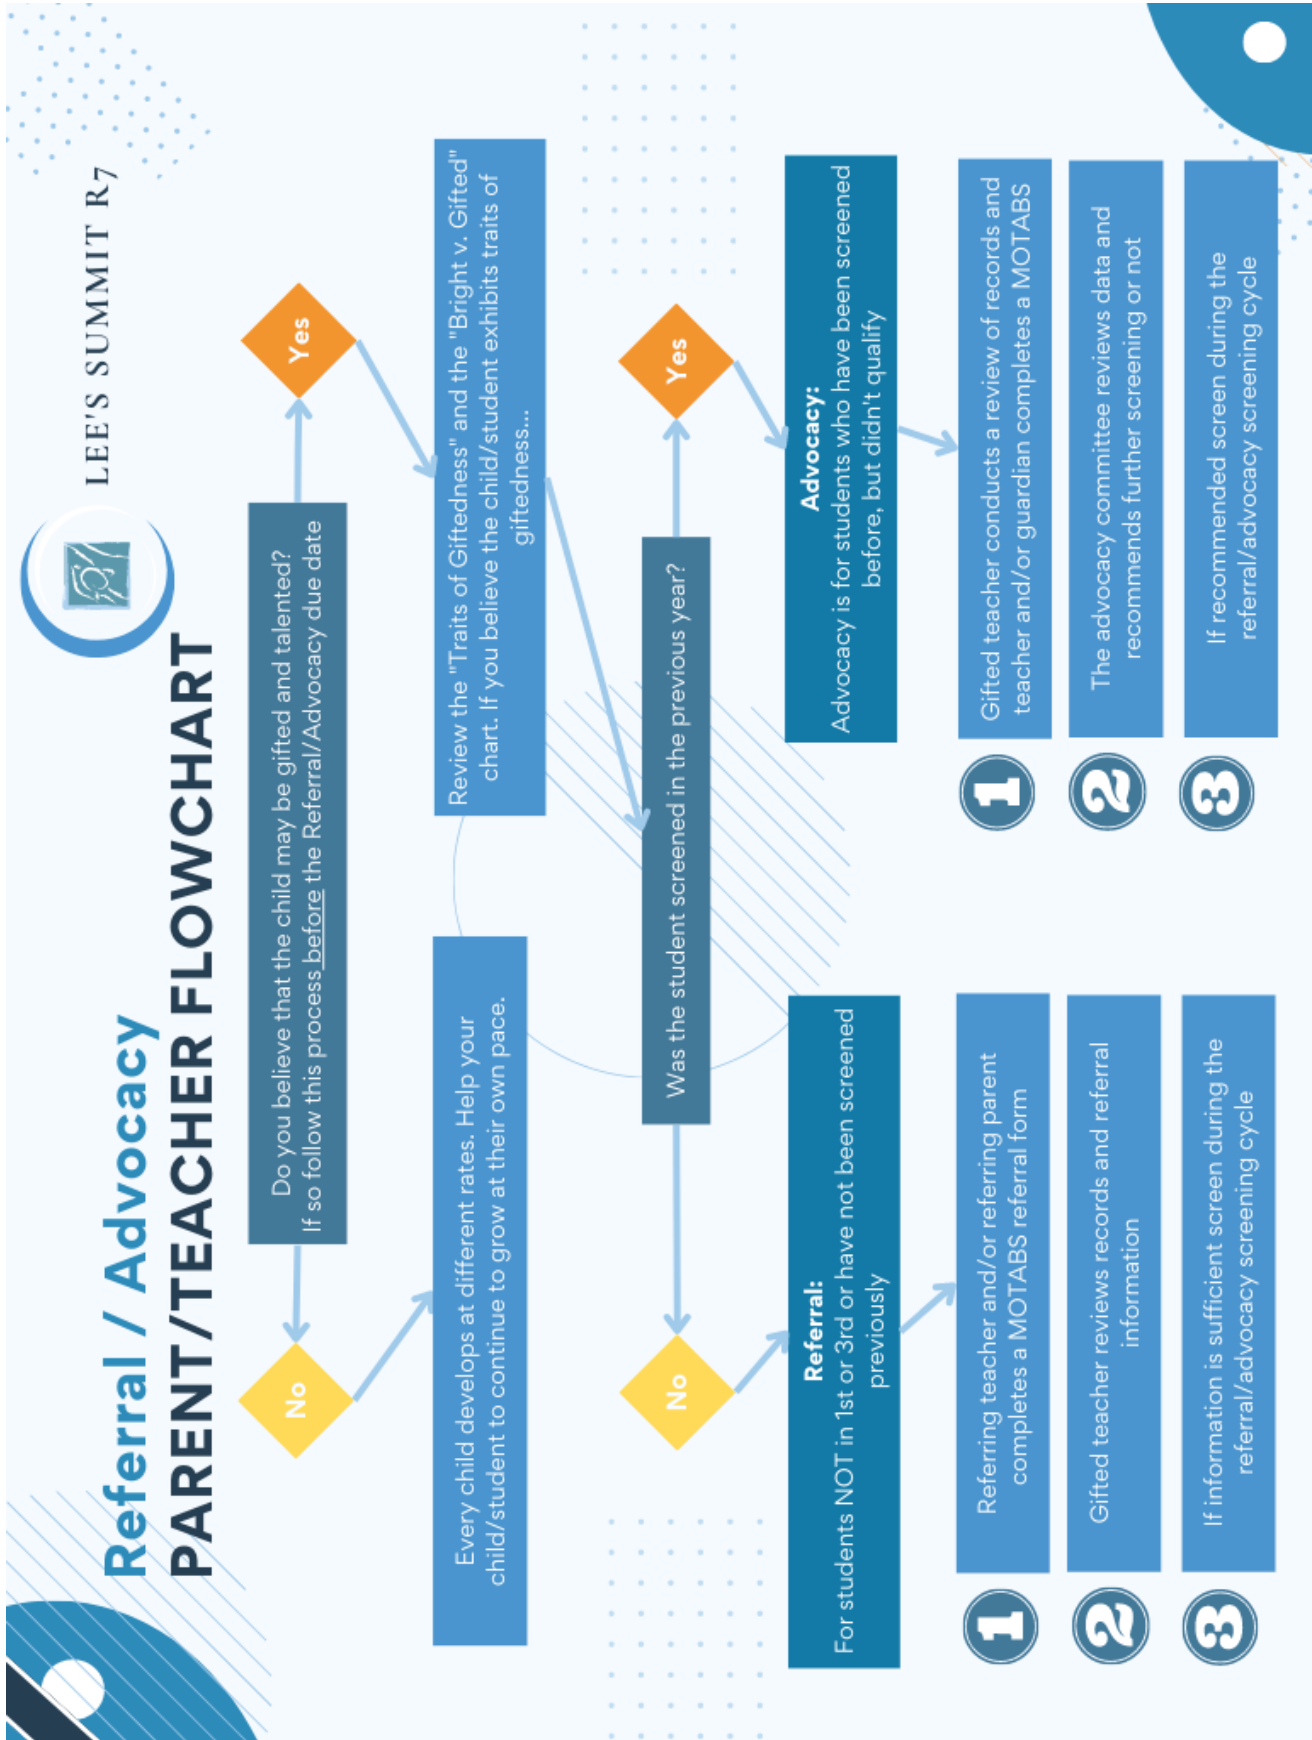 Referral / Advocacy
PARENT/TEACHER FLOWCHART
LEE'S SUMMIT R7
Do you believe that the child may be gifted and talented?
If so follow this process before the Referral/Advocacy due date
No
Yes
Every child develops at different rates. Help your
child/student to continue to grow at their own pace.
Review the "Traits of Giftedness" and the "Bright v. Gifted"
chart. If you believe the child/student exhibits traits of
giftedness...
Was the student screened in the previous year?
No
Yes
Referral:
For students NOT in 1st or 3rd or have not been screened
previously
1
Referring teacher and/or referring parent
completes a MOTABS referral form
2
Gifted teacher reviews records and referral
information
3
If information is sufficient screen during the
referral/advocacy screening cycle
Advocacy:
Advocacy is for students who have been screened
before, but didn't qualify
1
Gifted teacher conducts a review of records and
teacher and/or guardian completes a MOTABS
2
The advocacy committee reviews data and
recommends further screening or not
3
If recommended screen during the
referral/advocacy screening cycle